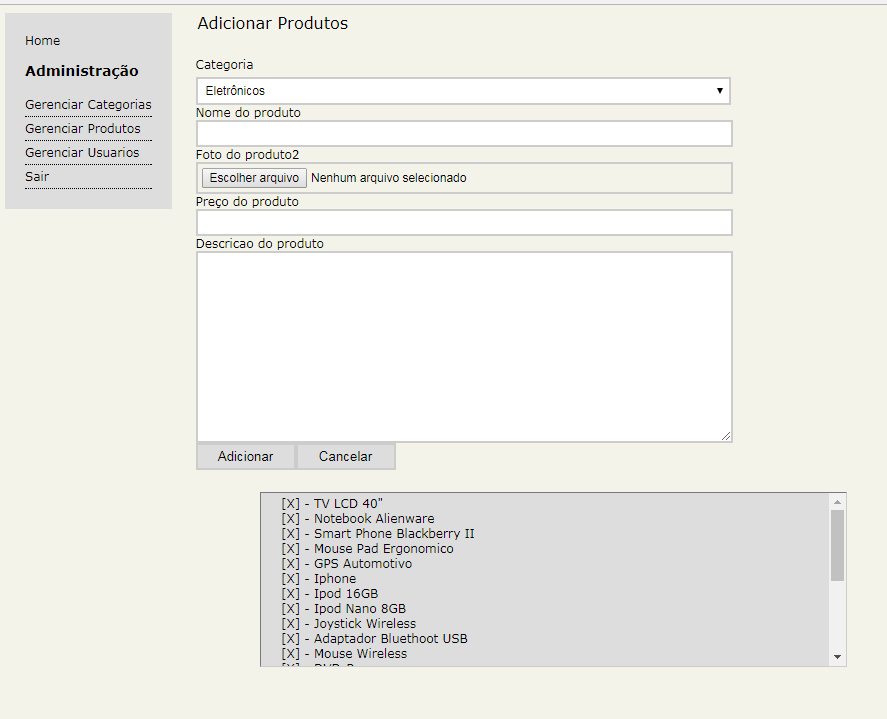 Home
Administração
Gerenciar Categorias
Gerenciar Produtos
Gerenciar Usuarios
Sair
Adicionar Produtos
Categoria
Eletrônicos
Nome do produto
Foto do produto2
Escolher arquivo Nenhum arquivo selecionado
Preço do produto
Descricao do produto
Adicionar Cancelar
[X] - TV LCD 40"
[X] - Notebook Alienware
[X] - Smart Phone Blackberry II
[X] - Mouse Pad Ergonomico
[X] - GPS Automotivo
[X] - Iphone
[X] - Ipod 16GB
[X] - Ipod Nano 8GB
[X] - Joystick Wireless
[X] - Adaptador Bluethoot USB
[X] - Mouse Wireless